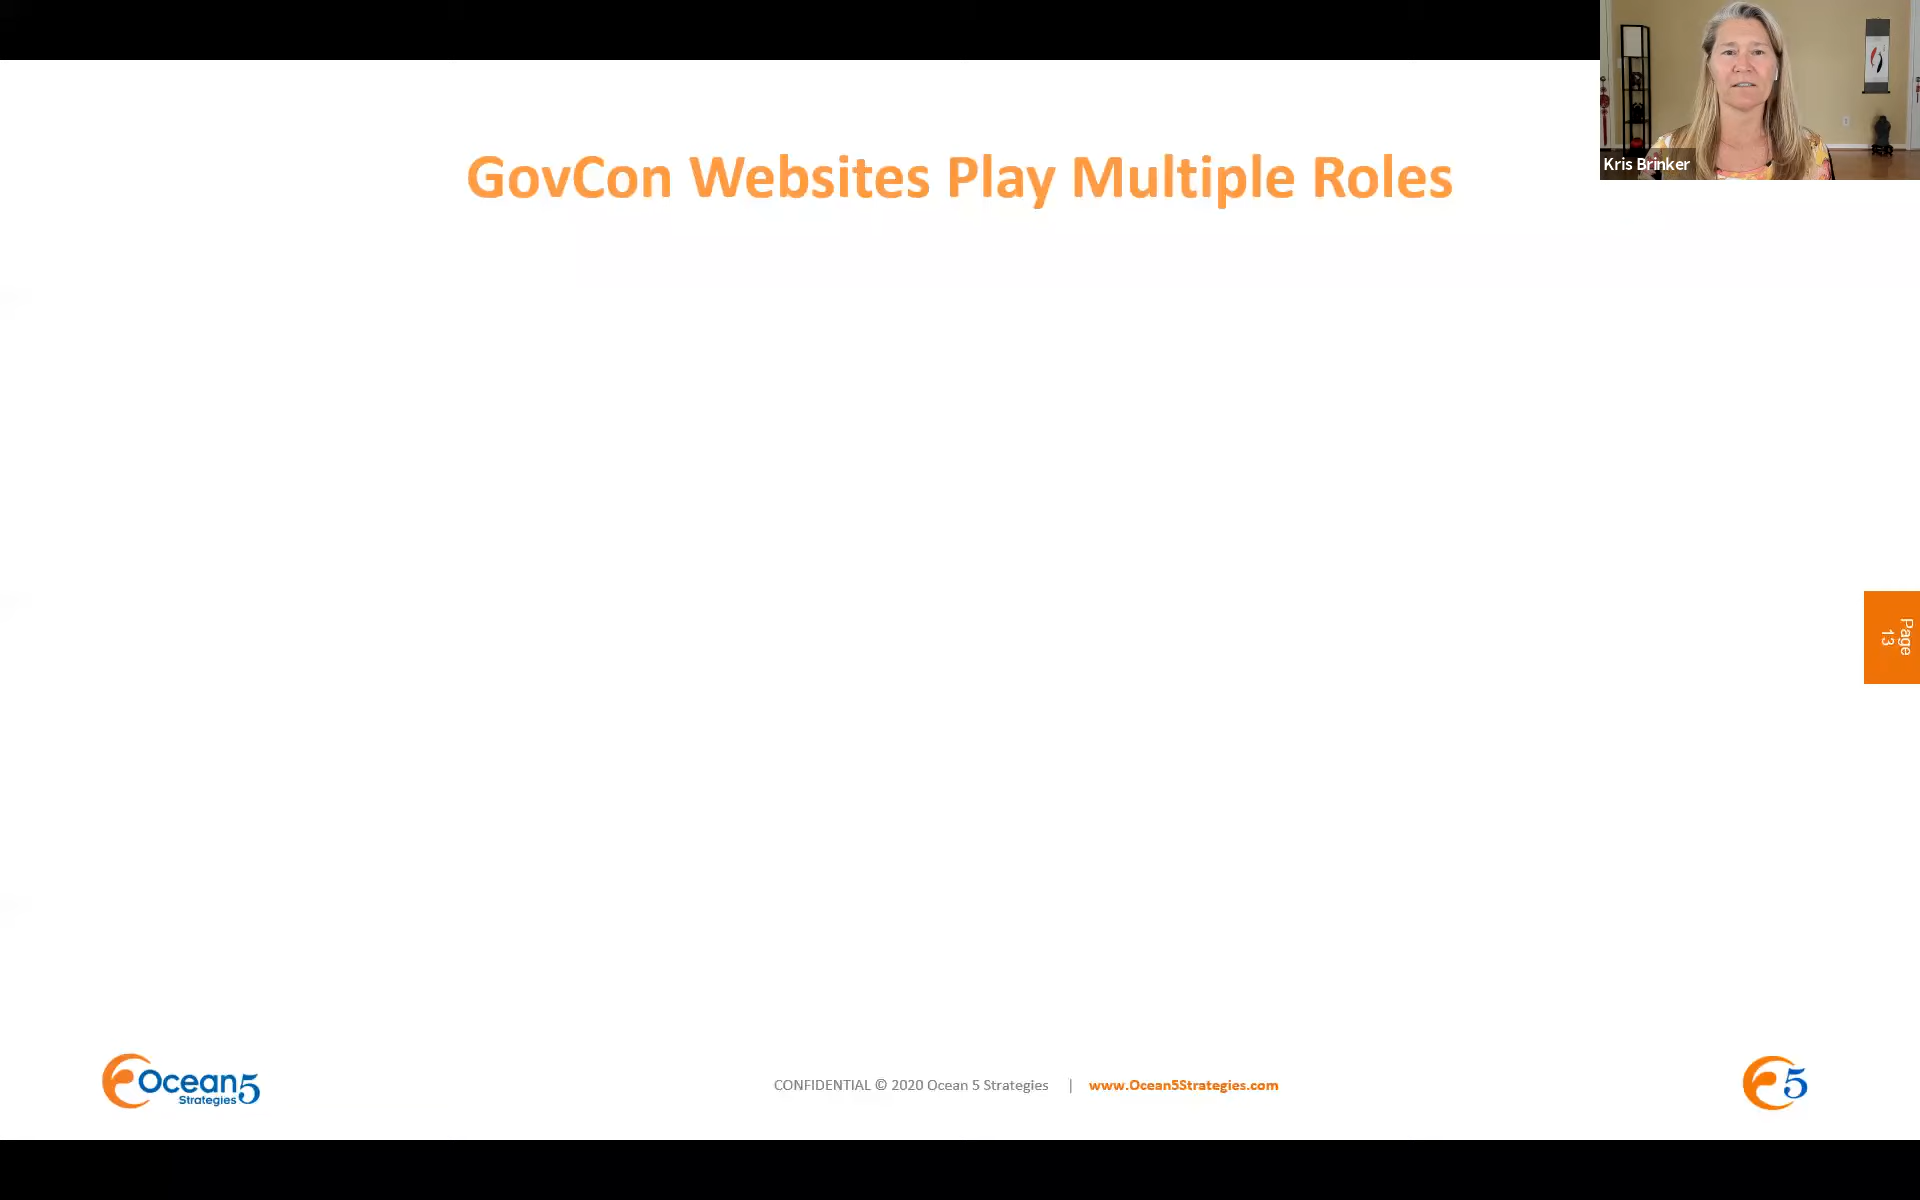 GovCon Websites Play Multiple Roles
Kris Brinker
Page
13
Ocean5
Strategies
CONFIDENTIAL © 2020 Ocean 5 Strategies | www.Ocean5Strategies.com
5